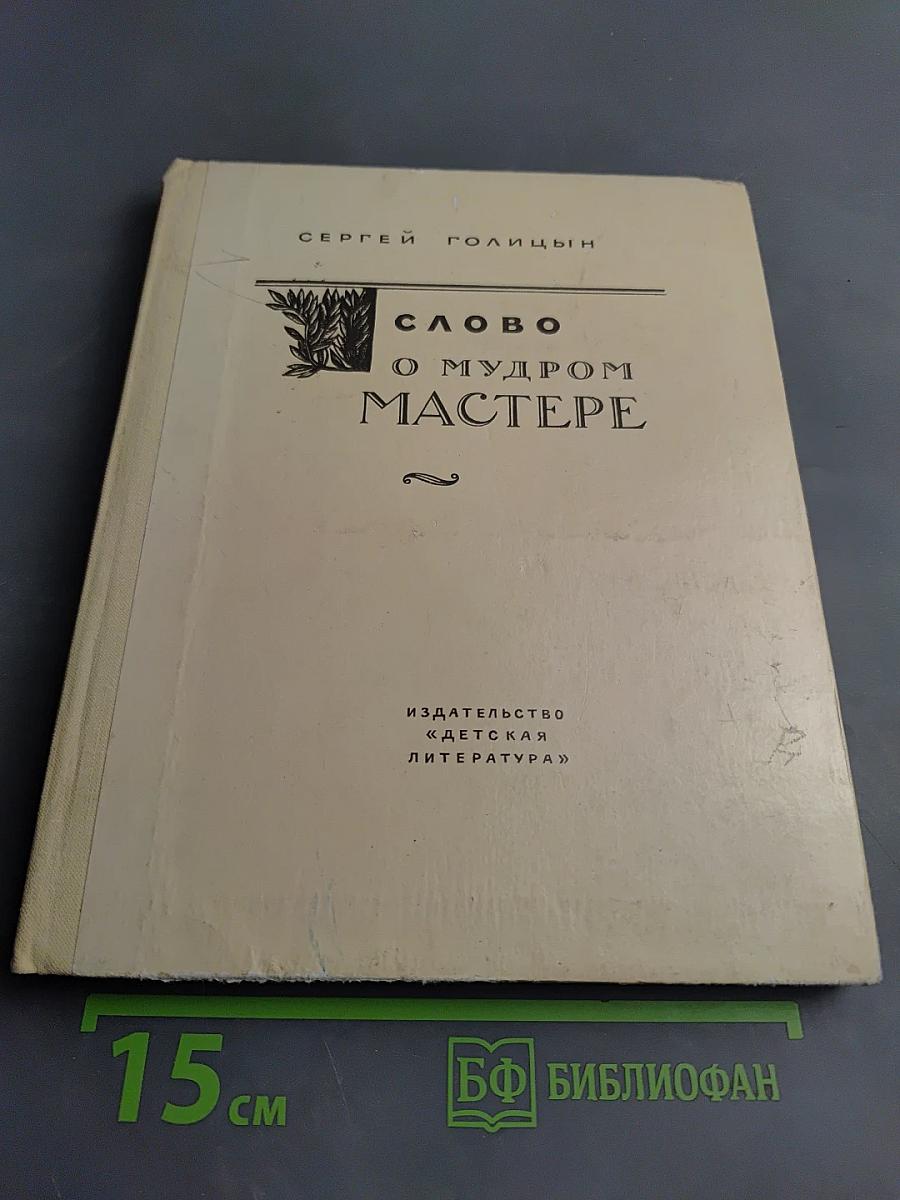 СЕРГЕЙ ГОЛИЦЫН
СЛОВО
О МУДРОМ
МАСТЕРЕ
ИЗДАТЕЛЬСТВО
«ДЕТСКАЯ
ЛИТЕРАТУРА»
15 см
БФ БИБЛИОФАН